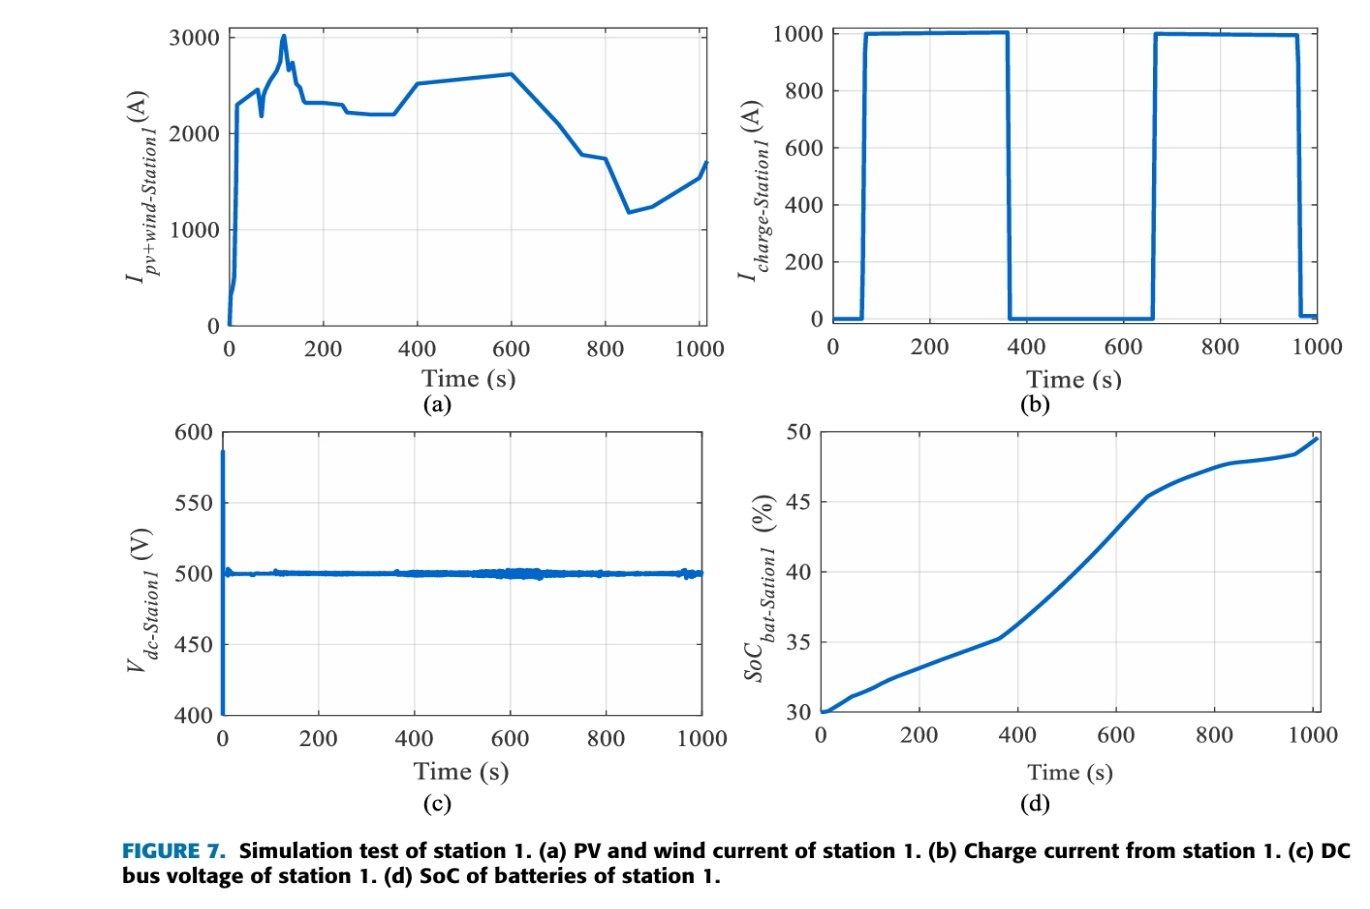 3000
2000
1000
0
0 200 400 600 800 1000
I pv+wind-Station1 (A)
Time (s)
(a)
1000
800
600
400
200
0
0 200 400 600 800 1000
I charge-Station1 (A)
Time (s)
(b)
600
550
500
450
400
0 200 400 600 800 1000
V dc-Staion1 (V)
Time (s)
(c)
50
45
40
35
30
0 200 400 600 800 1000
SoC bat-Sation1 (%)
Time (s)
(d)
FIGURE 7. Simulation test of station 1. (a) PV and wind current of station 1. (b) Charge current from station 1. (c) DC
bus voltage of station 1. (d) SoC of batteries of station 1.